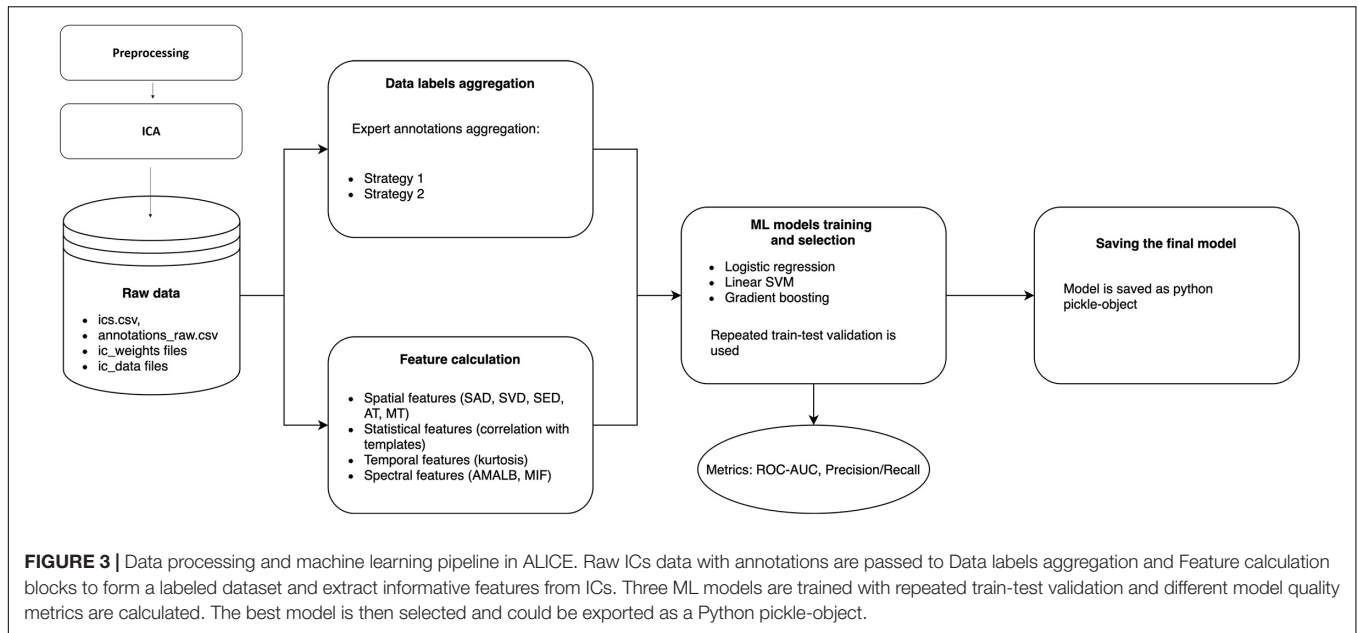 Preprocessing
ICA
Raw data
• ics.csv,
• annotations_raw.csv
• ic_weights files
• ic_data files
Data labels aggregation
Expert annotations aggregation:
• Strategy 1
• Strategy 2
Feature calculation
• Spatial features (SAD, SVD, SED,
AT, MT)
• Statistical features (correlation with
templates)
• Temporal features (kurtosis)
• Spectral features (AMALB, MIF)
ML models training
and selection
• Logistic regression
• Linear SVM
• Gradient boosting
Repeated train-test validation is
used
Metrics: ROC-AUC, Precision/Recall
Saving the final model
Model is saved as python
pickle-object
FIGURE 3 | Data processing and machine learning pipeline in ALICE. Raw ICs data with annotations are passed to Data labels aggregation and Feature calculation
blocks to form a labeled dataset and extract informative features from ICs. Three ML models are trained with repeated train-test validation and different model quality
metrics are calculated. The best model is then selected and could be exported as a Python pickle-object.